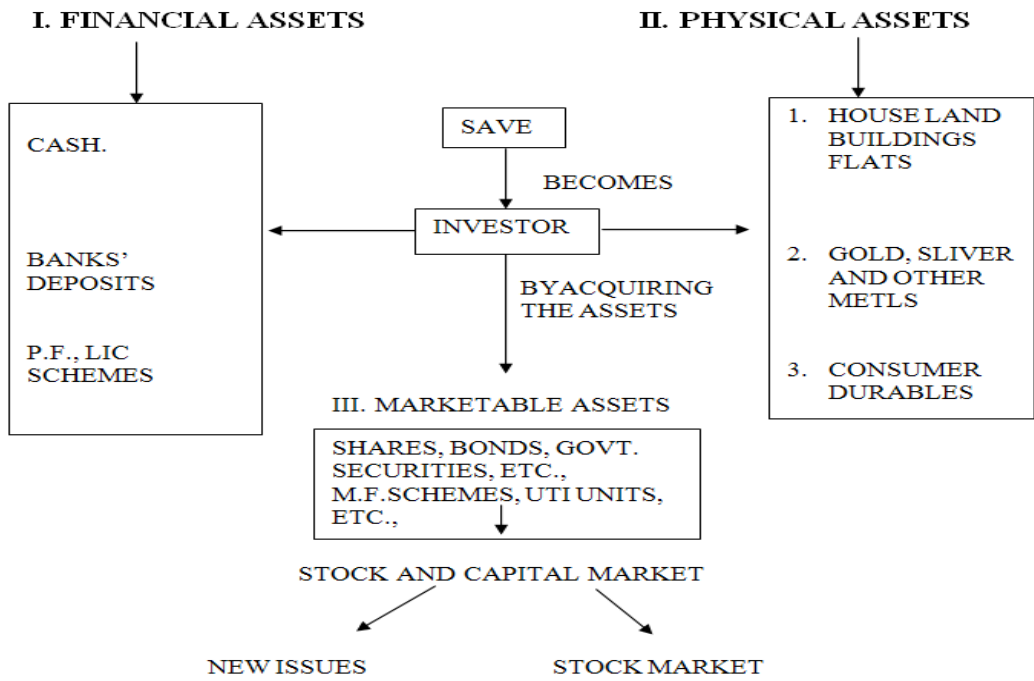 I. FINANCIAL ASSETS
II. PHYSICAL ASSETS
CASH.
BANKS'
DEPOSITS
P.F., LIC
SCHEMES
SAVE
BECOMES
INVESTOR
BYACQUIRING
THE ASSETS
1. HOUSE LAND
BUILDINGS
FLATS
2. GOLD, SLIVER
AND OTHER
METLS
3. CONSUMER
DURABLES
III. MARKETABLE ASSETS
SHARES, BONDS, GOVT.
SECURITIES, ETC.,
M.F.SCHEMES, UTI UNITS,
ETC.,
STOCK AND CAPITAL MARKET
NEW ISSUES
STOCK MARKET